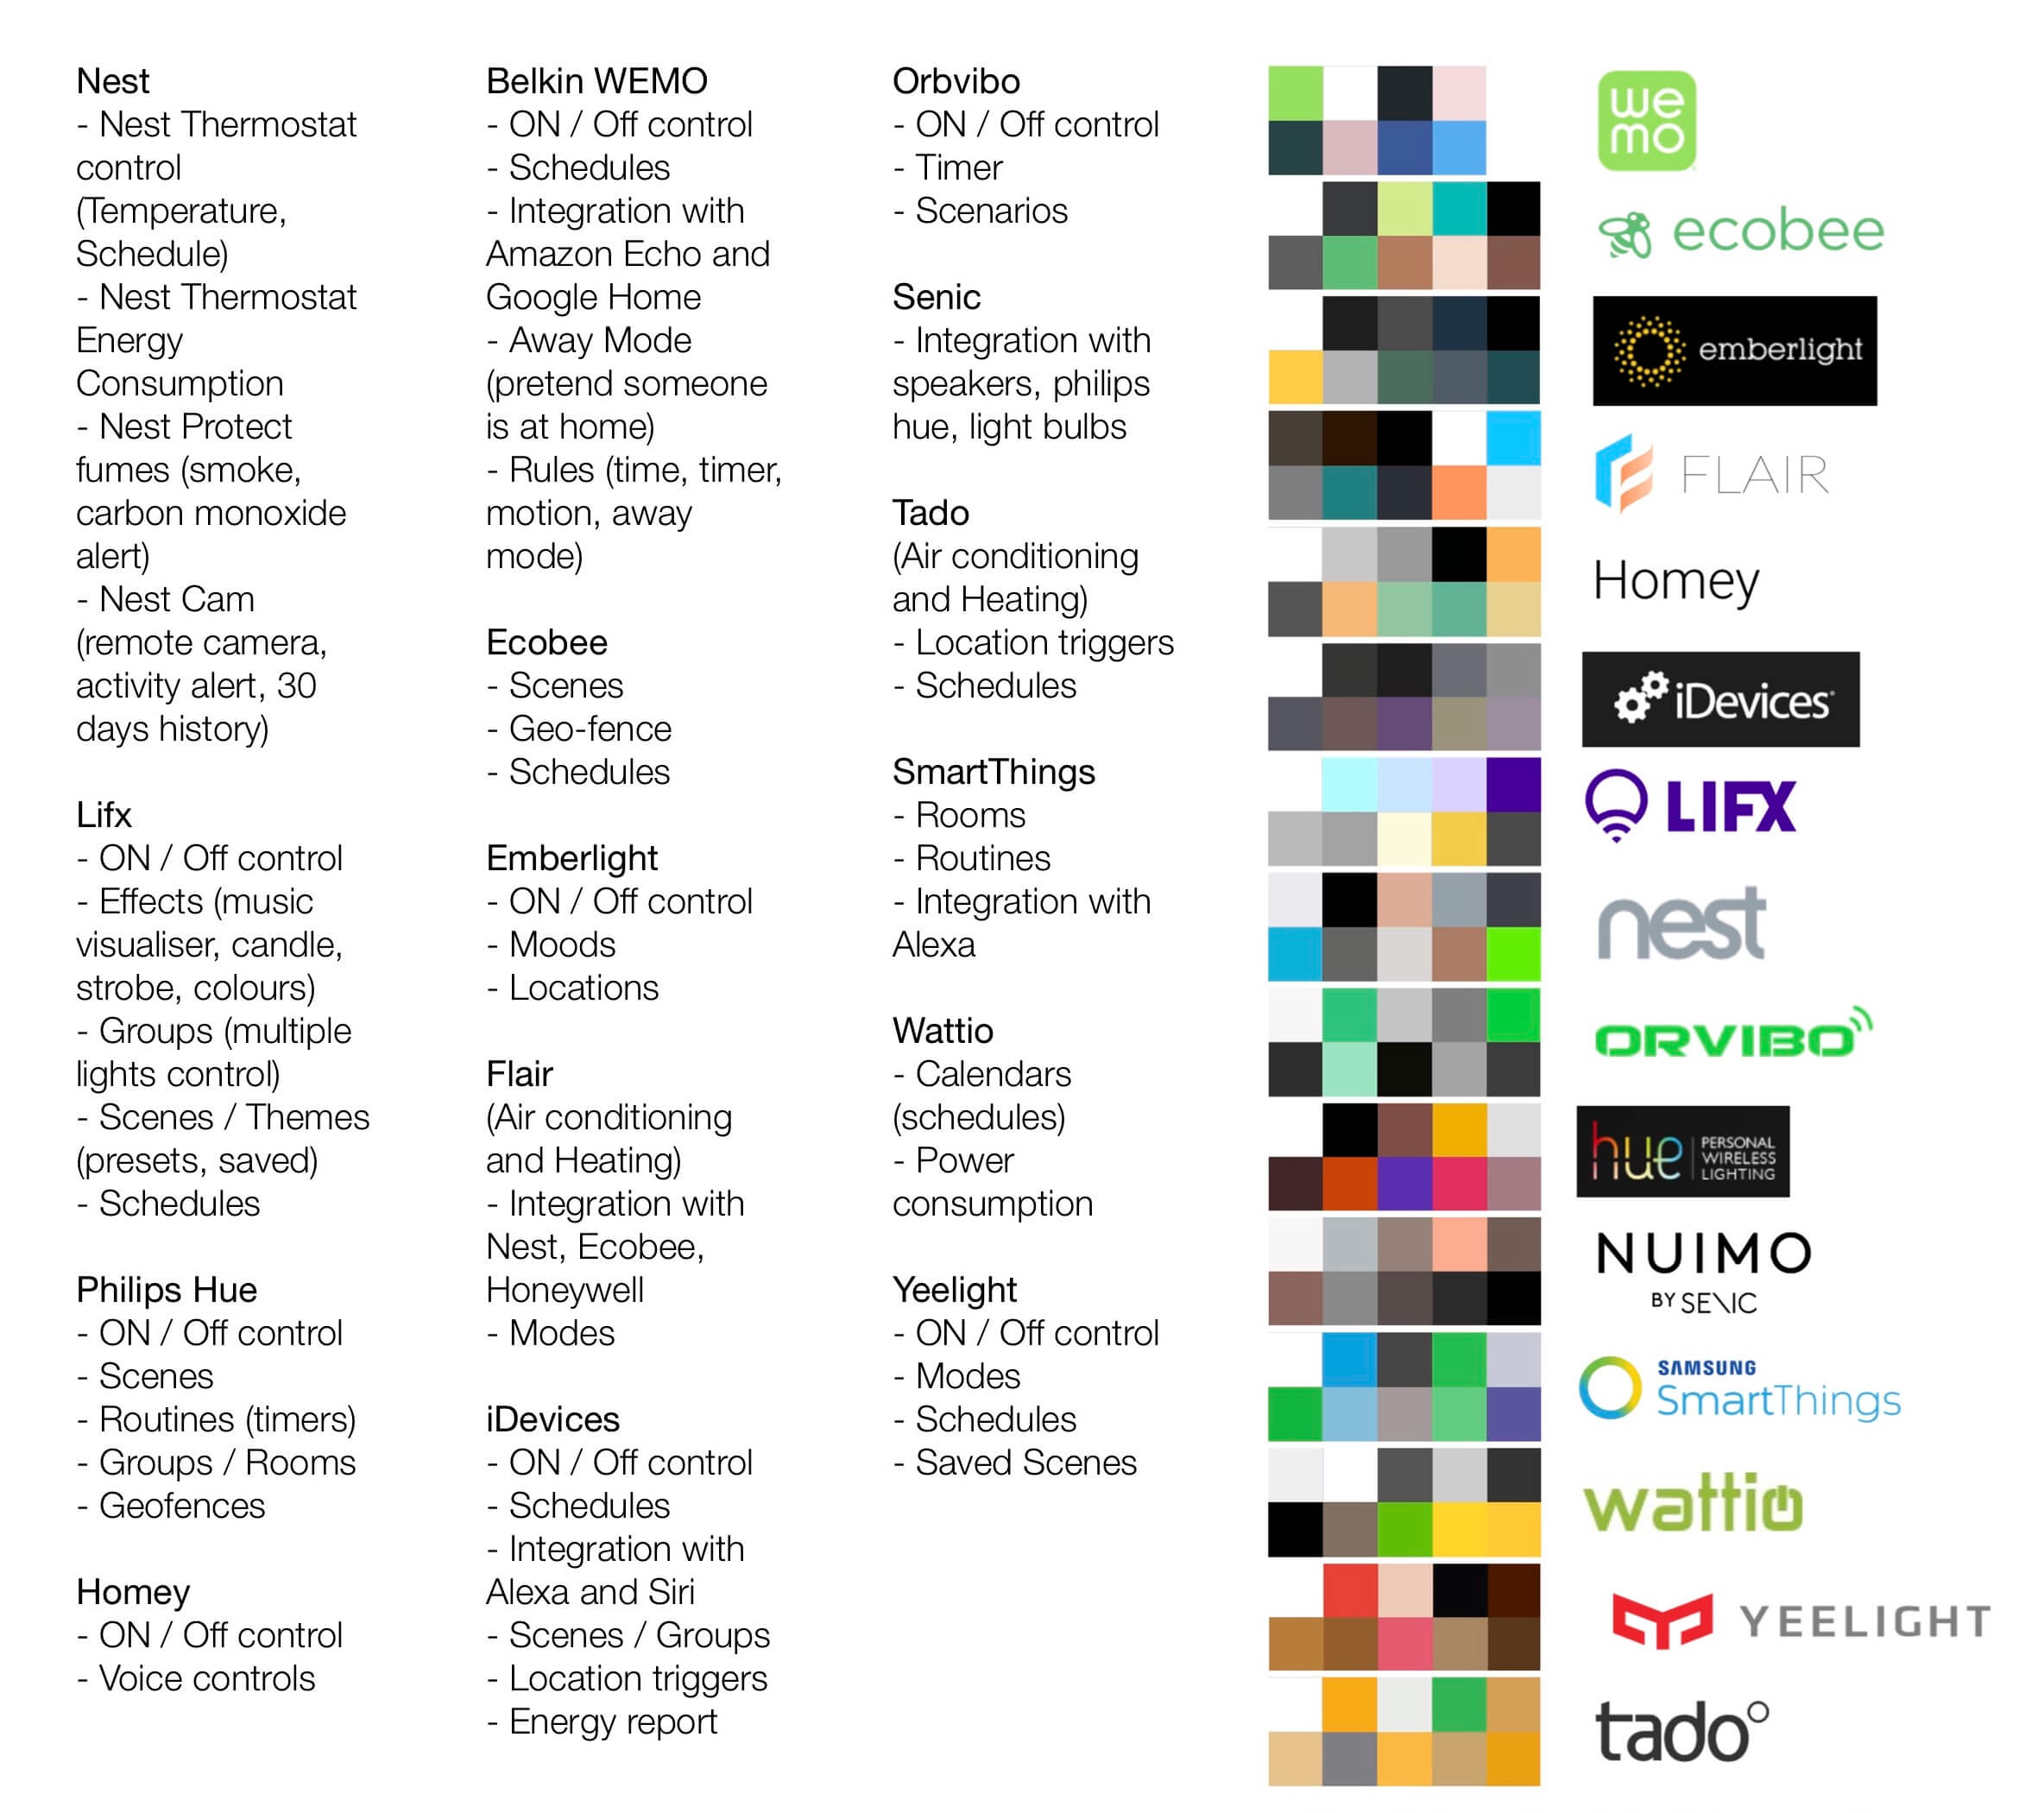 Nest
- Nest Thermostat
control
(Temperature,
Schedule)
- Nest Thermostat
Energy
Consumption
- Nest Protect
fumes (smoke,
carbon monoxide
alert)
- Nest Cam
(remote camera,
activity alert, 30
days history)
Lifx
- ON / Off control
- Effects (music
visualiser, candle,
strobe, colours)
- Groups (multiple
lights control)
- Scenes / Themes
(presets, saved)
- Schedules
Philips Hue
- ON / Off control
- Scenes
- Routines (timers)
- Groups / Rooms
- Geofences
Homey
- ON / Off control
- Voice controls
Belkin WEMO
- ON / Off control
- Schedules
- Integration with
Amazon Echo and
Google Home
- Away Mode
(pretend someone
is at home)
- Rules (time, timer,
motion, away
mode)
Ecobee
- Scenes
- Geo-fence
- Schedules
Emberlight
- ON / Off control
- Moods
- Locations
Flair
(Air conditioning
and Heating)
- Integration with
Nest, Ecobee,
Honeywell
- Modes
iDevices
- ON / Off control
- Schedules
- Integration with
Alexa and Siri
- Scenes / Groups
- Location triggers
- Energy report
Orbvibo
- ON / Off control
- Timer
- Scenarios
Senic
- Integration with
speakers, philips
hue, light bulbs
Tado
(Air conditioning
and Heating)
- Location triggers
- Schedules
SmartThings
- Rooms
- Routines
- Integration with
Alexa
Wattio
- Calendars
(schedules)
- Power
consumption
Yeelight
- ON / Off control
- Modes
- Schedules
- Saved Scenes
we
mo
ecobee
emberlight
FLAIR
Homey
iDevices
LIFX
nest
ORVIBO
hue
PERSONAL
WIRELESS
LIGHTING
NUIMO
BY SENIC
SAMSUNG
SmartThings
wattio
YEELIGHT
tado°